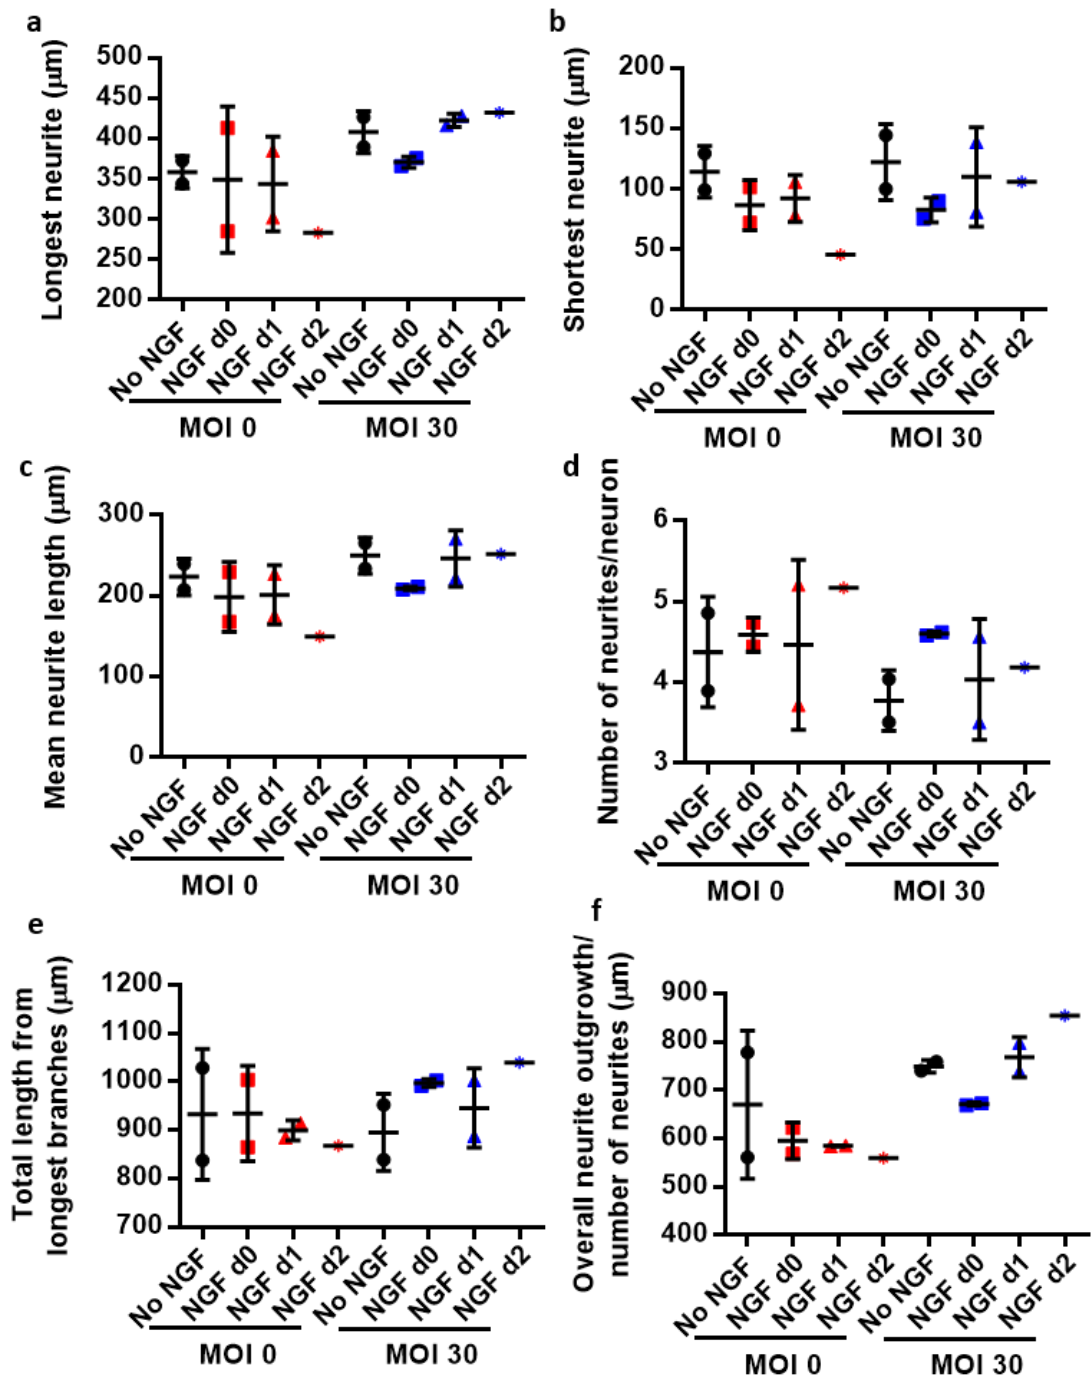 a
Longest neurite (μm)
500
450
400
350
300
250
200
No NGF
NGF d0
NGF d1
NGF d2
No NGF
NGF d0
NGF d1
NGF d2
MOI 0
MOI 30
b
Shortest neurite (μm)
200
150
100
50
0
No NGF
NGF d0
NGF d1
NGF d2
No NGF
NGF d0
NGF d1
NGF d2
MOI 0
MOI 30
c
Mean neurite length (μm)
300
200
100
0
No NGF
NGF d0
NGF d1
NGF d2
No NGF
NGF d0
NGF d1
NGF d2
MOI 0
MOI 30
d
Number of neurites/neuron
6
5
4
3
No NGF
NGF d0
NGF d1
NGF d2
No NGF
NGF d0
NGF d1
NGF d2
MOI 0
MOI 30
e
Total length from
longest branches (μm)
1200
1100
1000
900
800
700
No NGF
NGF d0
NGF d1
NGF d2
No NGF
NGF d0
NGF d1
NGF d2
MOI 0
MOI 30
f
Overall neurite outgrowth/
number of neurites (μm)
900
800
700
600
500
400
No NGF
NGF d0
NGF d1
NGF d2
No NGF
NGF d0
NGF d1
NGF d2
MOI 0
MOI 30